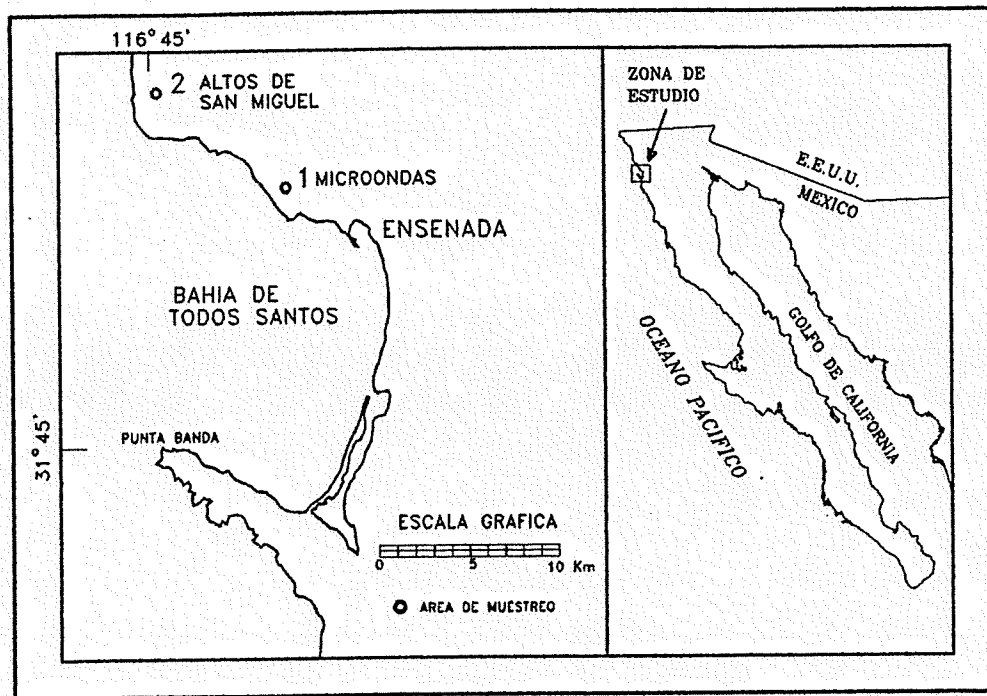 116° 45'
2 ALTOS DE
SAN MIGUEL
1 MICROONDAS
ENSENADA
BAHIA DE
TODOS SANTOS
31° 45'
PUNTA BANDA
ESCALA GRAFICA
0 5 10 Km
AREA DE MUESTREO
ZONA DE
ESTUDIO
E.E.U.U.
MEXICO
GOLFO DE CALIFORNIA
OCEANO PACIFICO